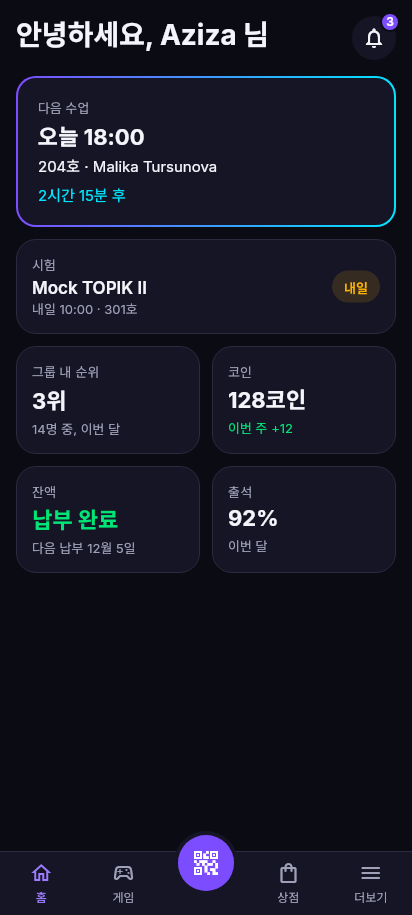 안녕하세요, Aziza 님
3
다음 수업
오늘 18:00
204호 · Malika Tursunova
2시간 15분 후
시험
Mock TOPIK II
내일 10:00 · 301호
내일
그룹 내 순위
3위
14명 중, 이번 달
코인
128코인
이번 주 +12
잔액
납부 완료
다음 납부 12월 5일
출석
92%
이번 달
홈
게임
상점
더보기